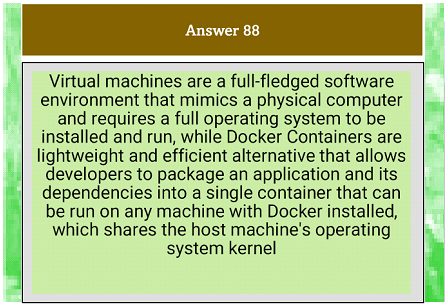 Answer 88
Virtual machines are a full-fledged software
environment that mimics a physical computer
and requires a full operating system to be
installed and run, while Docker Containers are
lightweight and efficient alternative that allows
developers to package an application and its
dependencies into a single container that can
be run on any machine with Docker installed,
which shares the host machine's operating
system kernel